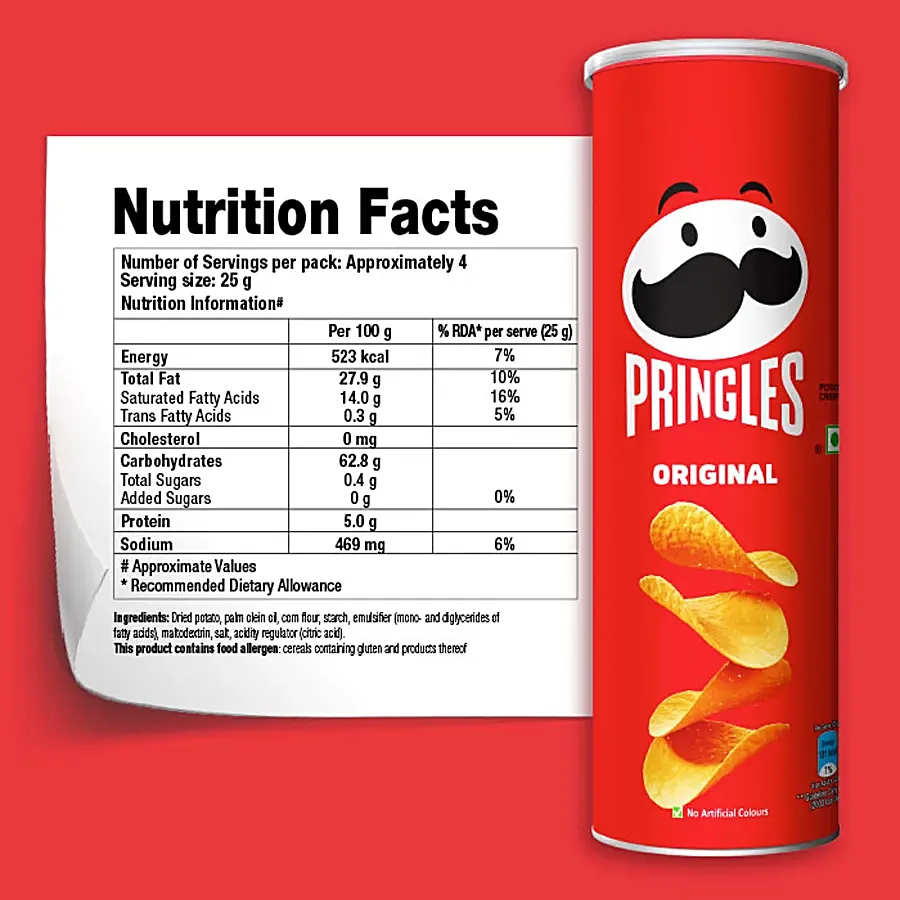 Nutrition Facts
Number of Servings per pack: Approximately 4
Serving size: 25 g
Nutrition Information#
Per 100 g % RDA* per serve (25 g)
Energy 523 kcal 7%
Total Fat 27.9 g 10%
Saturated Fatty Acids 14.0 g 16%
Trans Fatty Acids 0.3 g 5%
Cholesterol 0 mg
Carbohydrates 62.8 g
Total Sugars 0.4 g
Added Sugars 0 g 0%
Protein 5.0 g
Sodium 469 mg 6%
# Approximate Values
* Recommended Dietary Allowance
Ingredients: Dried potato, palm olein oil, corn flour, starch, emulsifier (mono- and diglycerides of
fatty acids), maltodextrin, salt, acidity regulator (citric acid).
This product contains food allergen: cereals containing gluten and products thereof
PRINGLES
ORIGINAL
No Artificial Colours
7%